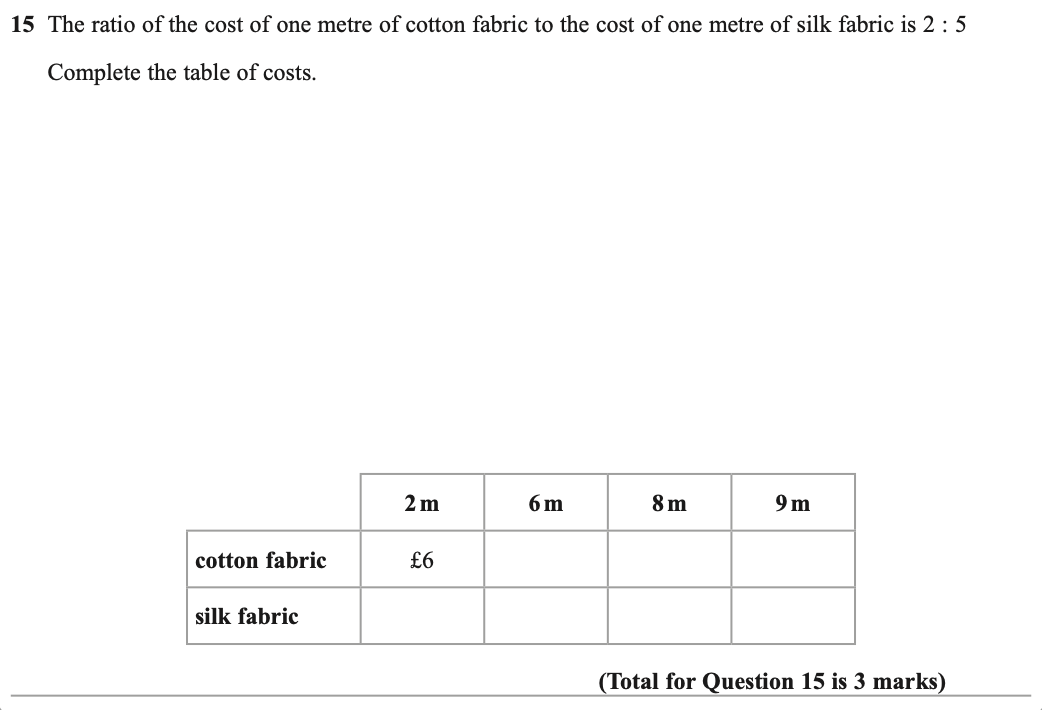 15 The ratio of the cost of one metre of cotton fabric to the cost of one metre of silk fabric is 2 : 5
Complete the table of costs.
2 m 6 m 8 m 9 m
cotton fabric £6
silk fabric
(Total for Question 15 is 3 marks)